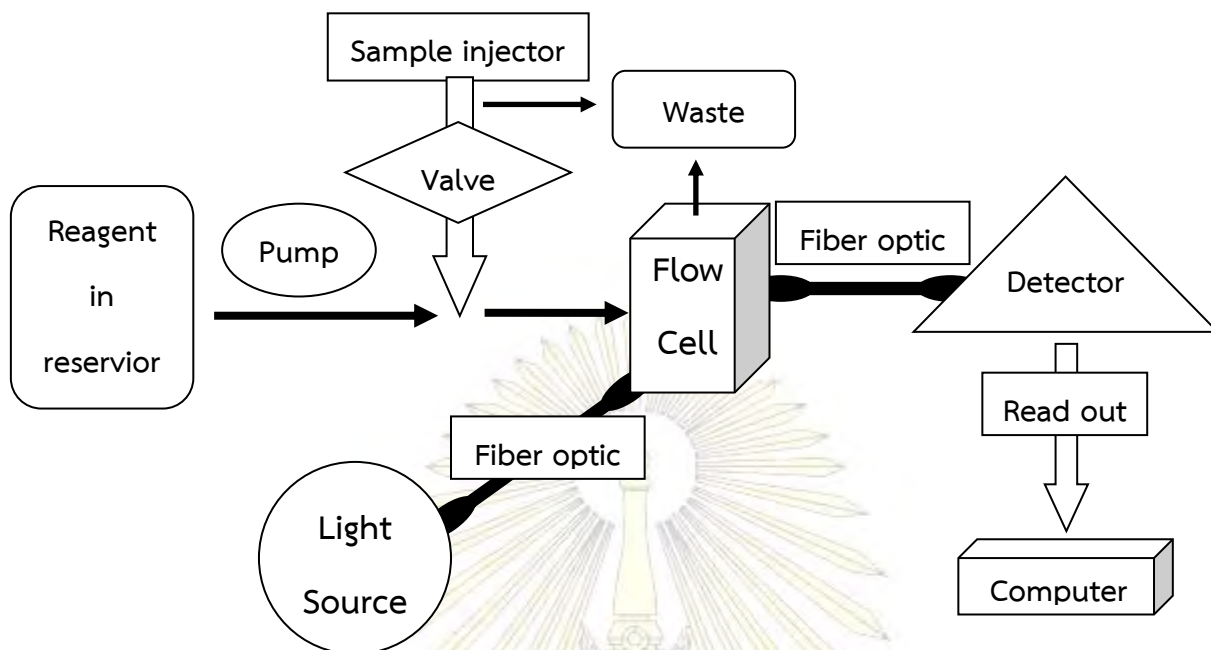 Sample injector
Waste
Valve
Reagent
in
reservior
Pump
Flow
Cell
Fiber optic
Detector
Read out
Fiber optic
Light
Source
Computer